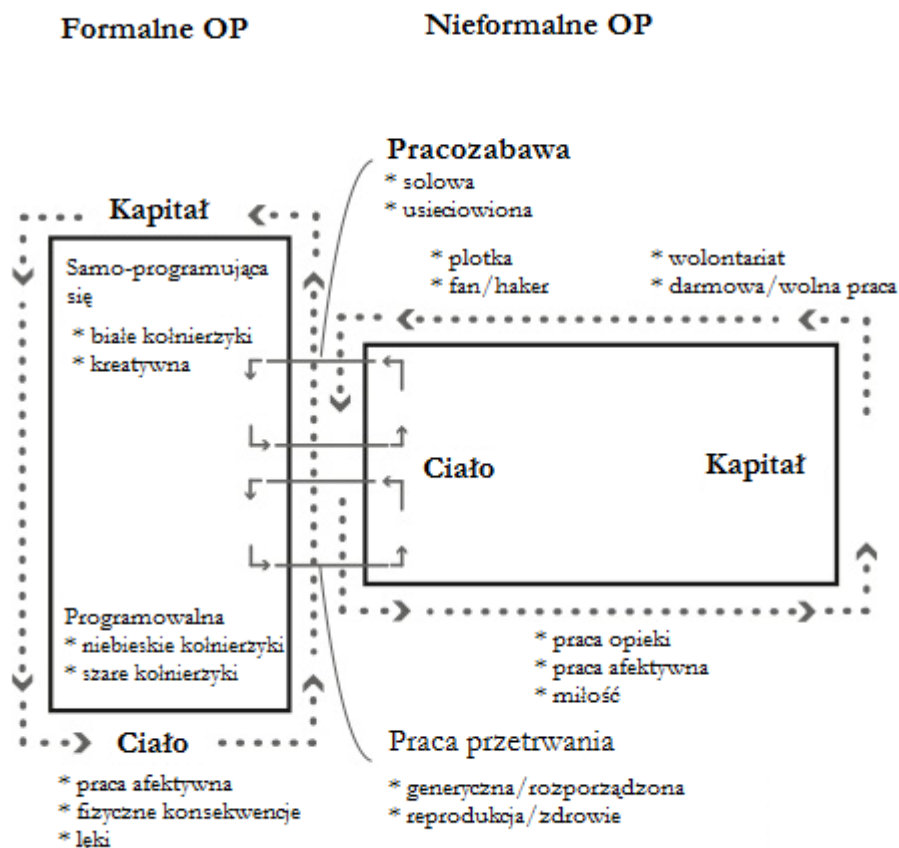 Formalne OP
Nieformalne OP
Pracozabawa
* solowa
* usieciowiona
Kapitał
* plotka
* fan/haker
* wolontariat
* darmowa/wolna praca
Samo-programująca
się
* białe kołnierzyki
* kreatywna
Ciało
Kapitał
Programowalna
* niebieskie kołnierzyki
* szare kołnierzyki
* praca opieki
* praca afektywna
* miłość
Ciało
* praca afektywna
* fizyczne konsekwencje
* lęki
Praca przetrwania
* generyczna/rozporządzona
* reprodukcja/zdrowie